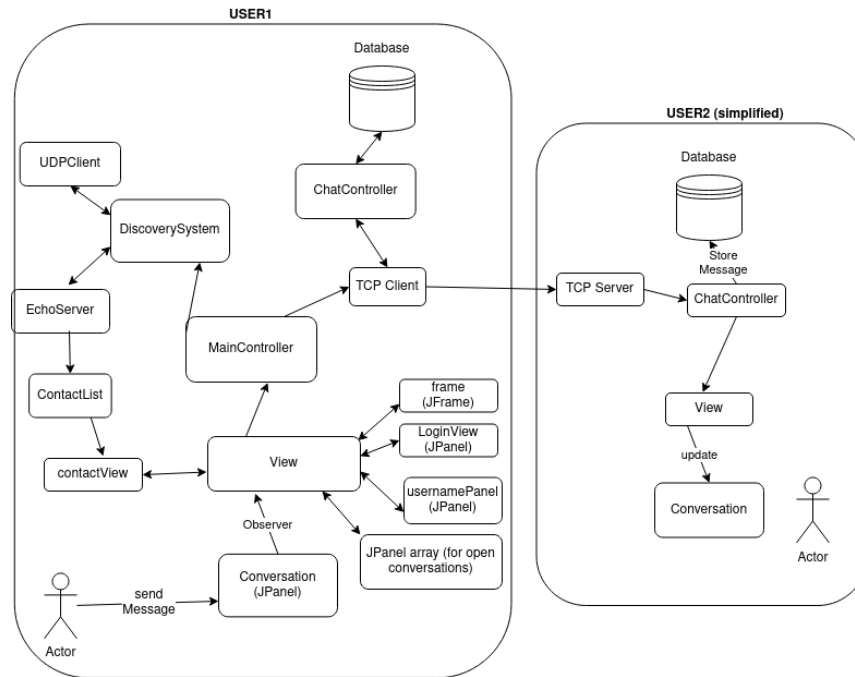 USER1
Database
UDPClient
ChatController
DiscoverySystem
TCP Client
EchoServer
MainController
ContactList
frame
(JFrame)
LoginView
(JPanel)
View
contactView
usernamePanel
(JPanel)
Observer
JPanel array (for open
conversations)
Conversation
(JPanel)
send
Message
Actor
USER2 (simplified)
Database
Store
Message
TCP Server
ChatController
View
update
Conversation
Actor